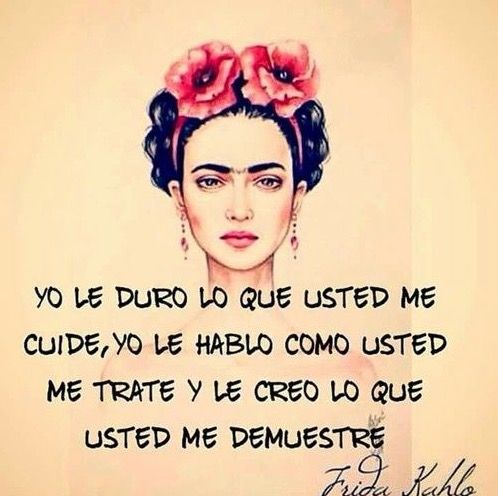 YO LE DURO LO QUE USTED ME
CUIDE, YO LE HABLO COMO USTED
ME TRATE Y LE CREO LO QUE
USTED ME DEMUESTRE
Frida Kahlo